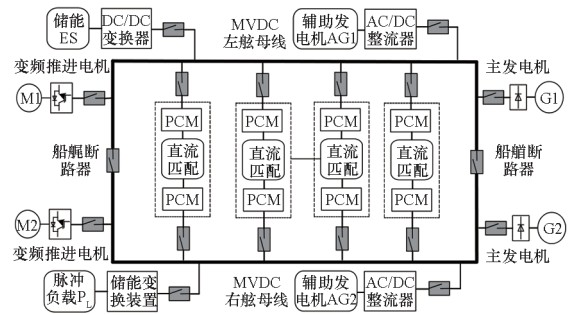 储能
ES
DC/DC
变换器
MVDC
左舷母线
辅助发
电机AG1
AC/DC
整流器
变频推进电机
主发电机
M1
G1
PCM
PCM
PCM
PCM
船艉断
路器
直流
匹配
直流
匹配
直流
匹配
直流
匹配
船艏断
路器
PCM
PCM
PCM
PCM
M2
G2
变频推进电机
主发电机
脉冲
负载PL
储能变
换装置
MVDC
右舷母线
辅助发
电机AG2
AC/DC
整流器